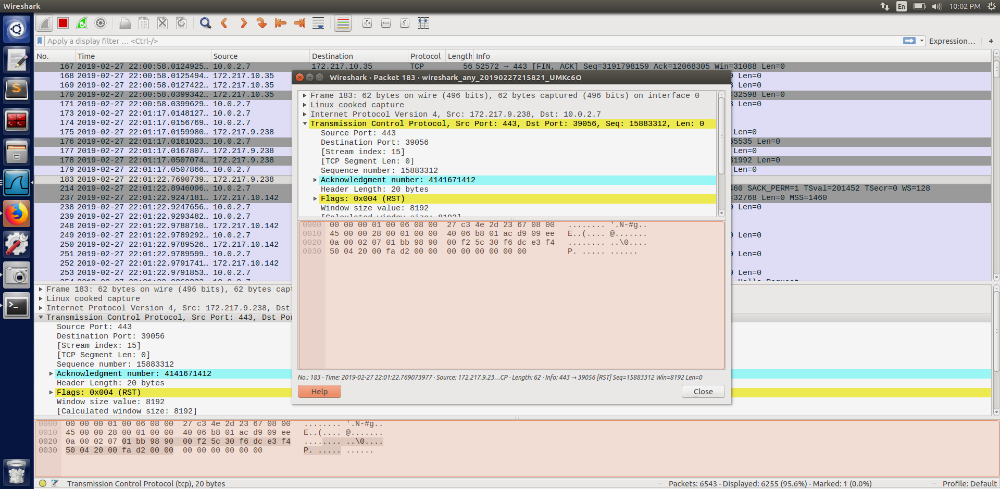 Wireshark
En
10:02 PM
Apply a display filter … <Ctrl-/>
Expression…
+
No. Time Source Destination Protocol Length Info
167 2019-02-27 22:00:58.0124925… 10.0.2.7 172.217.10.35 TCP 56 52572 → 443 [FIN, ACK] Seq=3191798159 Ack=12068305 Win=31088 Len=0
168 2019-02-27 22:00:58.0125494… 172.217.10.35 Len=0
169 2019-02-27 22:00:58.0127422… 172.217.10.35 Len=0
170 2019-02-27 22:00:58.0399342… 172.217.10.35 =32598 Len=0
171 2019-02-27 22:00:58.0399629… 10.0.2.7 Len=0
173 2019-02-27 22:01:17.0148127… 10.0.2.7
174 2019-02-27 22:01:17.0156769… 10.0.2.7
175 2019-02-27 22:01:17.0159980… 172.217.9.238 Len=0
176 2019-02-27 22:01:17.0161023… 10.0.2.7 65535 Len=0
177 2019-02-27 22:01:17.0167807… 172.217.9.238 Len=0
178 2019-02-27 22:01:17.0507074… 172.217.9.238 31992 Len=0
179 2019-02-27 22:01:17.0507866… 10.0.2.7 Len=0
183 2019-02-27 22:01:22.7690739… 172.217.9.238
214 2019-02-27 22:01:22.8946096… 10.0.2.7 460 SACK_PERM=1 TSval=201452 TSecr=0 WS=128
237 2019-02-27 22:01:22.9247181… 172.217.10.142 =32768 Len=0 MSS=1460
238 2019-02-27 22:01:22.9247656… 10.0.2.7 Len=0
239 2019-02-27 22:01:22.9293482… 10.0.2.7
248 2019-02-27 22:01:22.9788710… 172.217.10.142
249 2019-02-27 22:01:22.9789292… 10.0.2.7 Len=0
250 2019-02-27 22:01:22.9789526… 172.217.10.142
251 2019-02-27 22:01:22.9789599… 10.0.2.7 Len=0
252 2019-02-27 22:01:22.9791741… 172.217.10.142
253 2019-02-27 22:01:22.9791853… 10.0.2.7 Len=0
Wireshark · Packet 183 · wireshark_any_20190227215821_UMKc6O
Frame 183: 62 bytes on wire (496 bits), 62 bytes captured (496 bits) on interface 0
Linux cooked capture
Internet Protocol Version 4, Src: 172.217.9.238, Dst: 10.0.2.7
Transmission Control Protocol, Src Port: 443, Dst Port: 39056, Seq: 15883312, Len: 0
Source Port: 443
Destination Port: 39056
[Stream index: 15]
[TCP Segment Len: 0]
Sequence number: 15883312
Acknowledgment number: 4141671412
Header Length: 20 bytes
Flags: 0x004 (RST)
Window size value: 8192
[Calculated window size: 8192]
0000 00 00 00 01 00 06 08 00 27 c3 4e 2d 23 67 08 00 ........ '.N-#g..
0010 45 00 00 28 00 01 00 00 40 06 b8 01 ac d9 09 ee E..(.... @.......
0020 0a 00 02 07 01 bb 98 90 00 f2 5c 30 f6 dc e3 f4 ........ ..\0....
0030 50 04 20 00 fa d2 00 00 00 00 00 00 00 00 P. ..... ......
No.: 183 · Time: 2019-02-27 22:01:22.769073977 · Source: 172.217.9.23…CP · Length: 62 · Info: 443 → 39056 [RST] Seq=15883312 Win=8192 Len=0
Help
Close
Frame 183: 62 bytes on wire (496 bits), 62 bytes cap
Linux cooked capture
Internet Protocol Version 4, Src: 172.217.9.238, Dst
Transmission Control Protocol, Src Port: 443, Dst Por
Source Port: 443
Destination Port: 39056
[Stream index: 15]
[TCP Segment Len: 0]
Sequence number: 15883312
Acknowledgment number: 4141671412
Header Length: 20 bytes
Flags: 0x004 (RST)
Window size value: 8192
[Calculated window size: 8192]
0000 00 00 00 01 00 06 08 00 27 c3 4e 2d 23 67 08 00 ........ '.N-#g..
0010 45 00 00 28 00 01 00 00 40 06 b8 01 ac d9 09 ee E..(.... @.......
0020 0a 00 02 07 01 bb 98 90 00 f2 5c 30 f6 dc e3 f4 ........ ..\0....
0030 50 04 20 00 fa d2 00 00 00 00 00 00 00 00 P. ..... ......
Transmission Control Protocol (tcp), 20 bytes
Packets: 6543 · Displayed: 6255 (95.6%) · Marked: 1 (0.0%)
Profile: Default